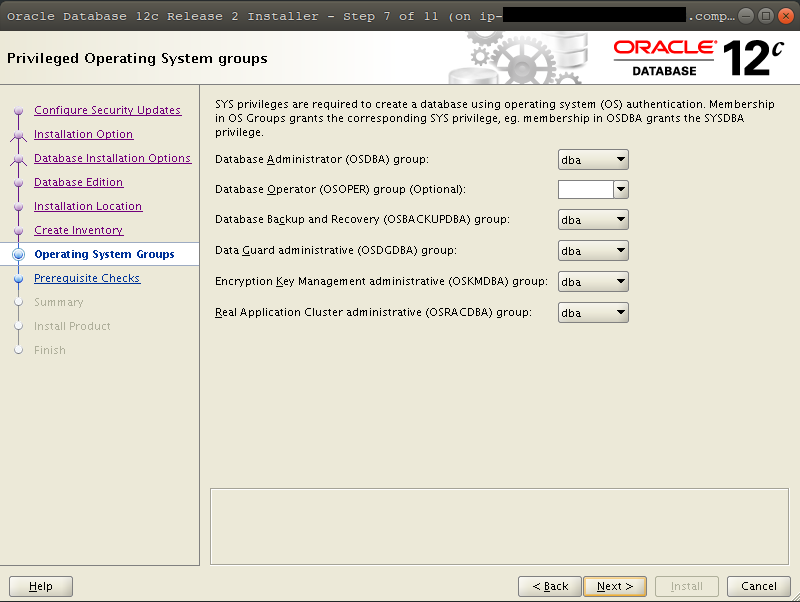 Oracle Database 12c Release 2 Installer - Step 7 of 11 (on ip-
.comp…
Privileged Operating System groups
ORACLE®
DATABASE
12c
Configure Security Updates
Installation Option
Database Installation Options
Database Edition
Installation Location
Create Inventory
Operating System Groups
Prerequisite Checks
Summary
Install Product
Finish
SYS privileges are required to create a database using operating system (OS) authentication. Membership
in OS Groups grants the corresponding SYS privilege, eg. membership in OSDBA grants the SYSDBA
privilege.
Database Administrator (OSDBA) group: dba
Database Operator (OSOPER) group (Optional):
Database Backup and Recovery (OSBACKUPDBA) group: dba
Data Guard administrative (OSDGDBA) group: dba
Encryption Key Management administrative (OSKMDBA) group: dba
Real Application Cluster administrative (OSRACDBA) group: dba
Help
< Back
Next >
Install
Cancel